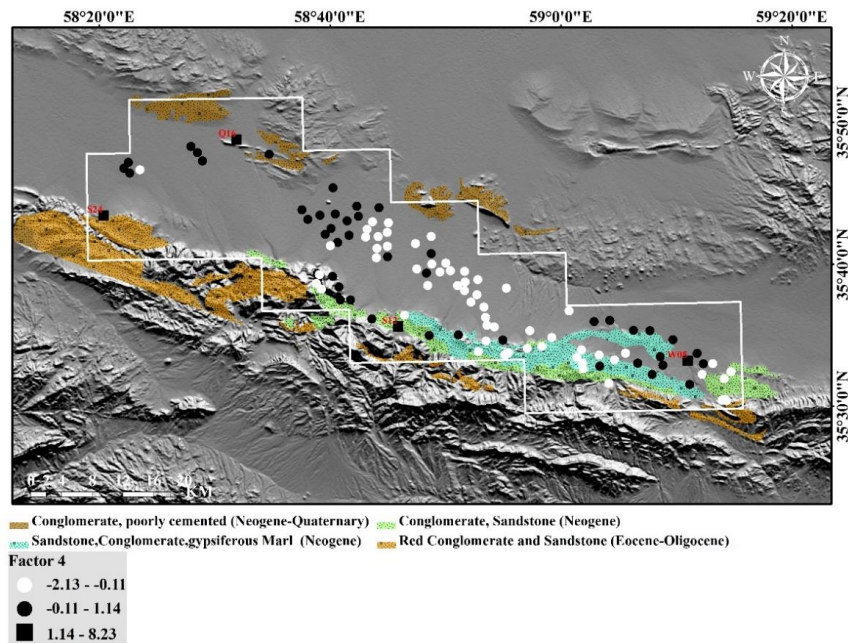 58°20'0"E 58°40'0"E 59°0'0"E 59°20'0"E
N
W E
S
35°50'0"N
Q16
S24
35°40'0"N
S12
W05
35°30'0"N
0 2 4 8 12 16 20
KM
Conglomerate, poorly cemented (Neogene-Quaternary) Conglomerate, Sandstone (Neogene)
Sandstone,Conglomerate,gypsiferous Marl (Neogene) Red Conglomerate and Sandstone (Eocene-Oligocene)
Factor 4
-2.13 - -0.11
-0.11 - 1.14
1.14 - 8.23